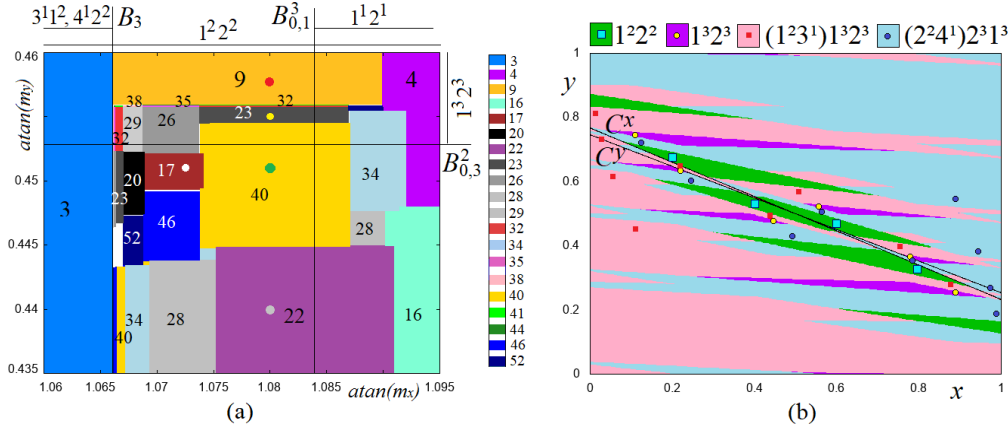 3¹1², 4¹2² B₃ B³₀,₁ 1¹2¹
1²2²
0.46
atan(my)
0.45
0.445
0.44
0.435
9 4
38 35 32
29 26 23
32
20 17 34
23 40
52 46 28
3
34 28 22 16
40
1³2³
B²₀,₃
1.06 1.065 1.07 1.075 1.08 1.085 1.09 1.095
atan(mx)
3
4
9
16
17
20
23
26
28
29
32
34
35
38
40
41
44
46
52
(a)
1²2² 1³2³ (1²3¹)1³2³ (2²4¹)2³1³
1
y
0.8
0.6
0.4
0.2
0
Cˣ
Cʸ
0 0.2 0.4 0.6 0.8 x 1
(b)